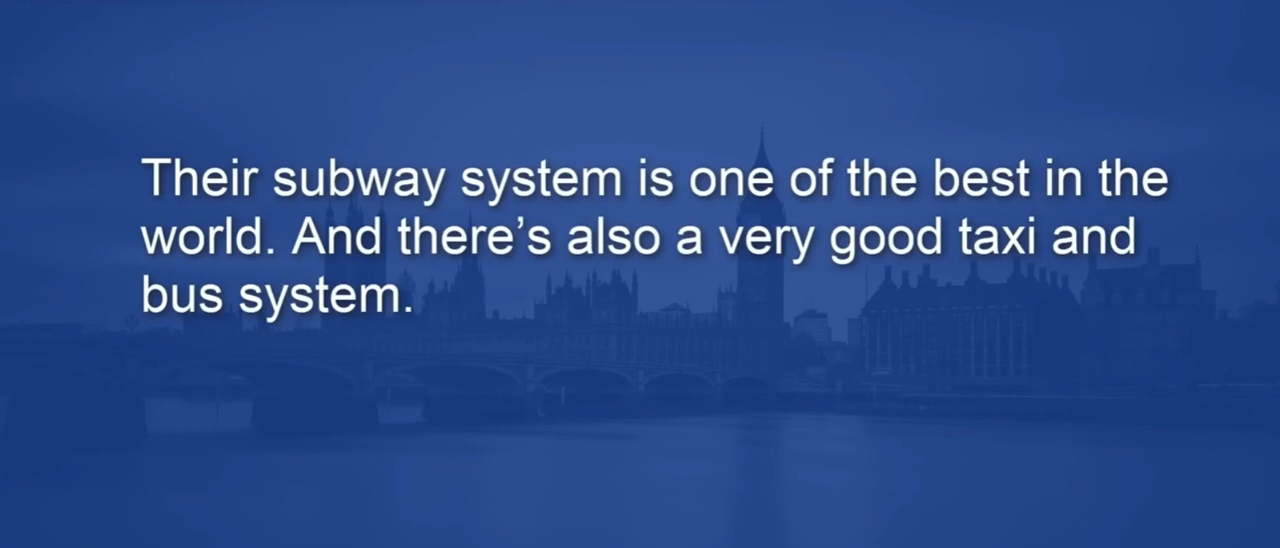 Their subway system is one of the best in the
world. And there’s also a very good taxi and
bus system.